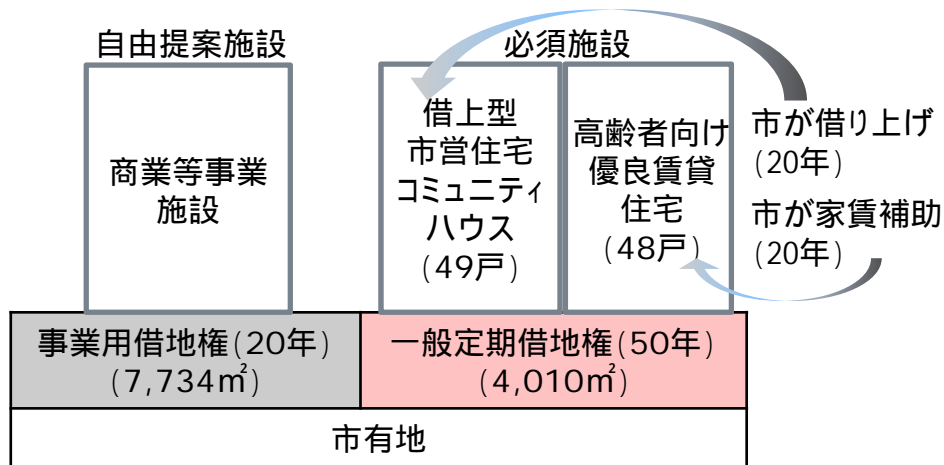 自由提案施設
必須施設
商業等事業
施設
借上型
市営住宅
コミュニティ
ハウス
(49戸)
高齢者向け
優良賃貸
住宅
(48戸)
市が借り上げ
(20年)
市が家賃補助
(20年)
事業用借地権(20年)
(7,734㎡)
一般定期借地権(50年)
(4,010㎡)
市有地